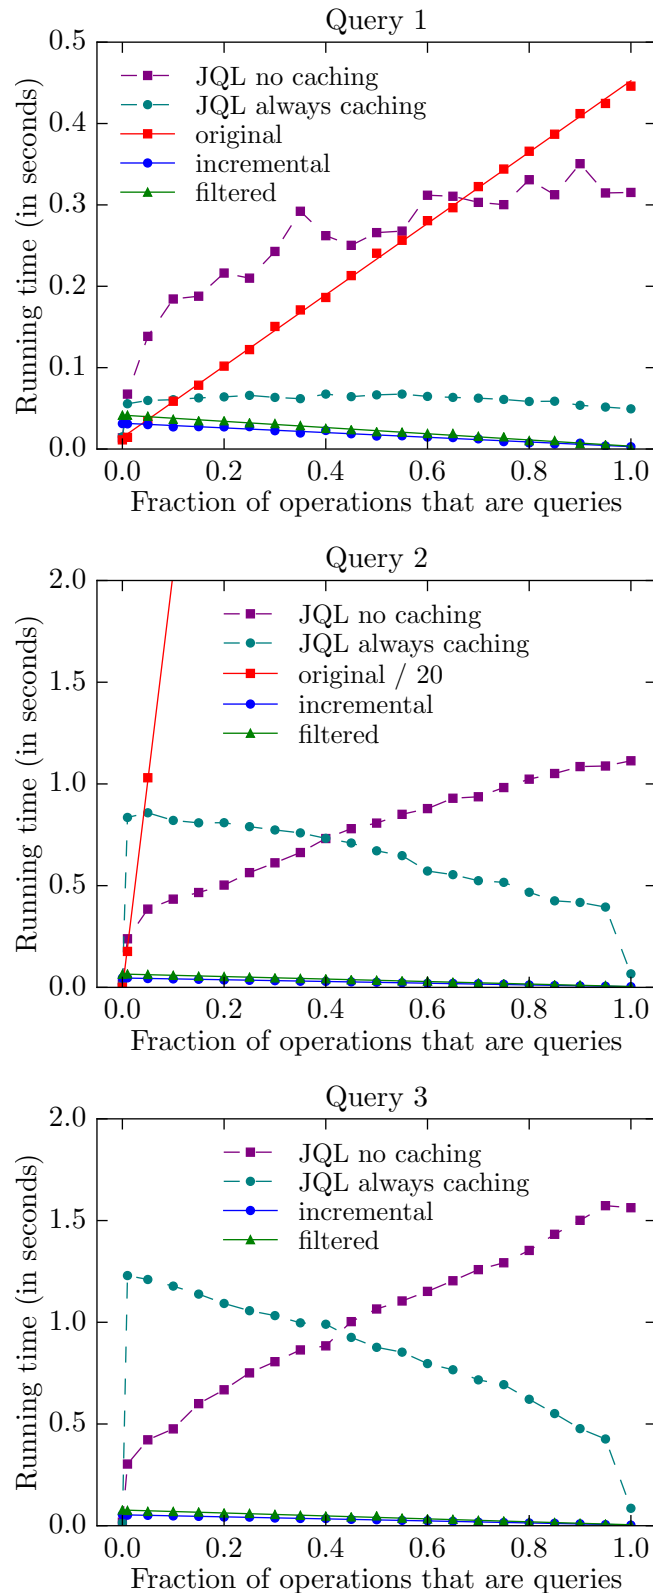 Query 1
0.5
0.4
0.3
0.2
0.1
0.0
Running time (in seconds)
JQL no caching
JQL always caching
original
incremental
filtered
0.0 0.2 0.4 0.6 0.8 1.0
Fraction of operations that are queries
Query 2
2.0
1.5
1.0
0.5
0.0
Running time (in seconds)
JQL no caching
JQL always caching
original / 20
incremental
filtered
0.0 0.2 0.4 0.6 0.8 1.0
Fraction of operations that are queries
Query 3
2.0
1.5
1.0
0.5
0.0
Running time (in seconds)
JQL no caching
JQL always caching
incremental
filtered
0.0 0.2 0.4 0.6 0.8 1.0
Fraction of operations that are queries